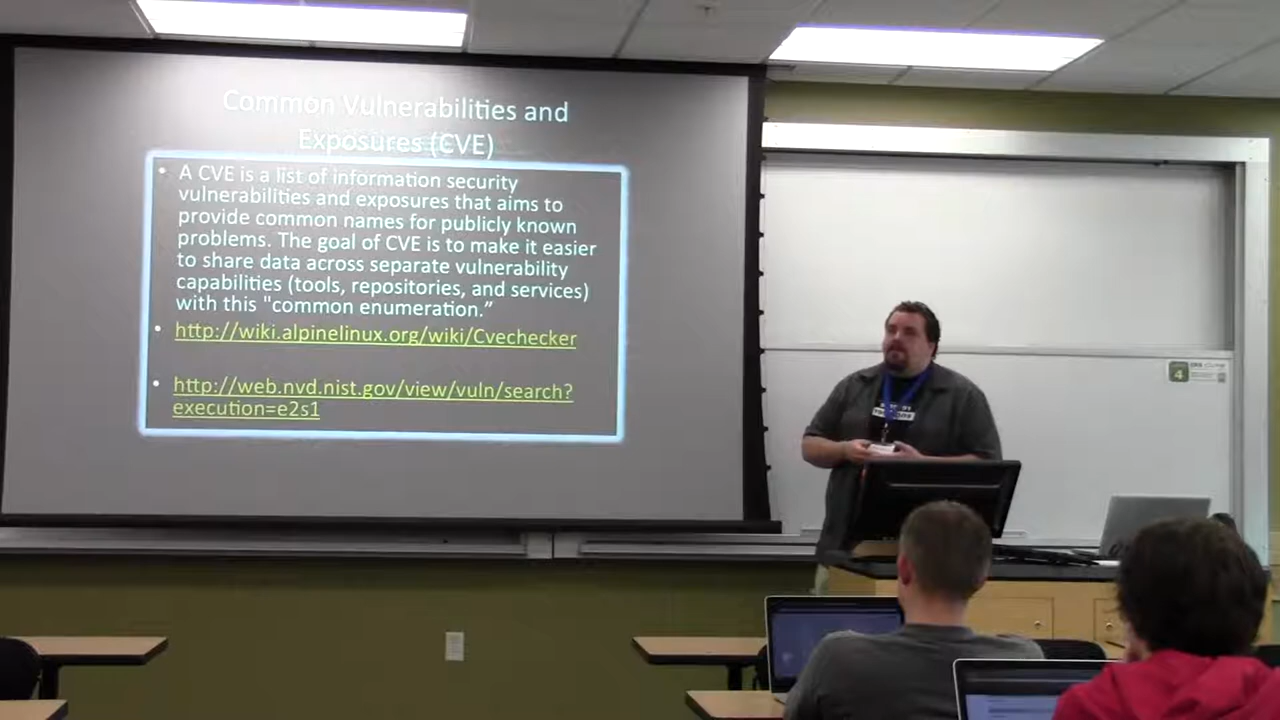 Common Vulnerabilities and
Exposures (CVE)
• A CVE is a list of information security
vulnerabilities and exposures that aims to
provide common names for publicly known
problems. The goal of CVE is to make it easier
to share data across separate vulnerability
capabilities (tools, repositories, and services)
with this "common enumeration.”
• http://wiki.alpinelinux.org/wiki/Cvechecker
• http://web.nvd.nist.gov/view/vuln/search?
execution=e2s1
4